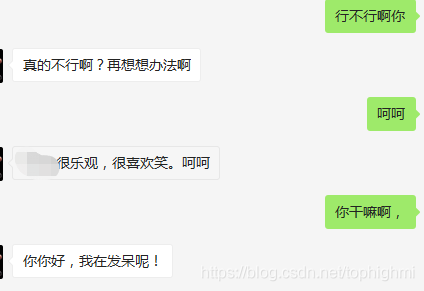 行不行啊你
真的不行啊？再想想办法啊
呵呵
很乐观，很喜欢笑。呵呵
你干嘛啊，
你你好，我在发呆呢！
https://blog.csdn.net/tophighmi